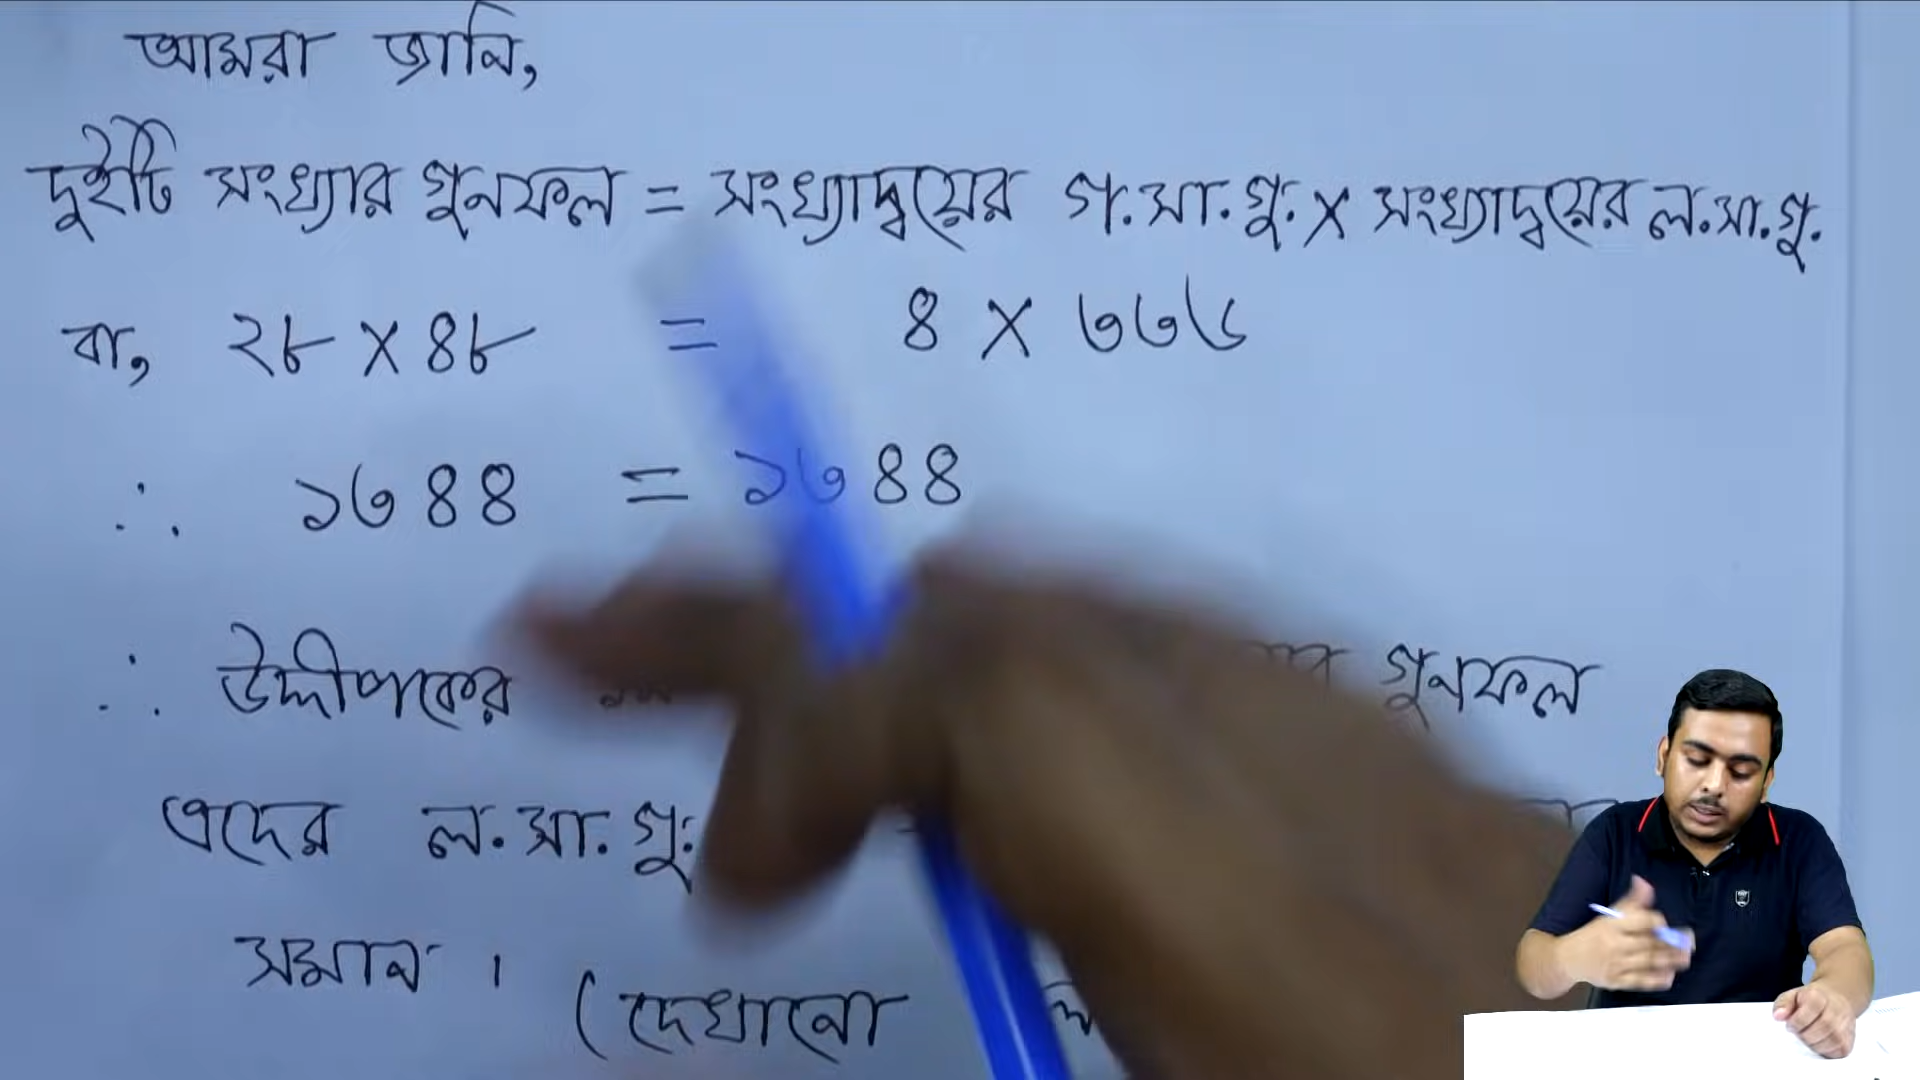 আমরা জানি,
দুইটি সংখ্যার গুনফল = সংখ্যাদ্বয়ের গ.সা.গু. X সংখ্যাদ্বয়ের ল.সা.গু.
বা, ২৮ X ৪৮ = ৪ X ৩৩৬
∴ ১৩৪৪ = ১৩৪৪
∴ উদ্দীপকের গুনফল
এদের ল.সা.গু.
সমান ।
(দেখানো